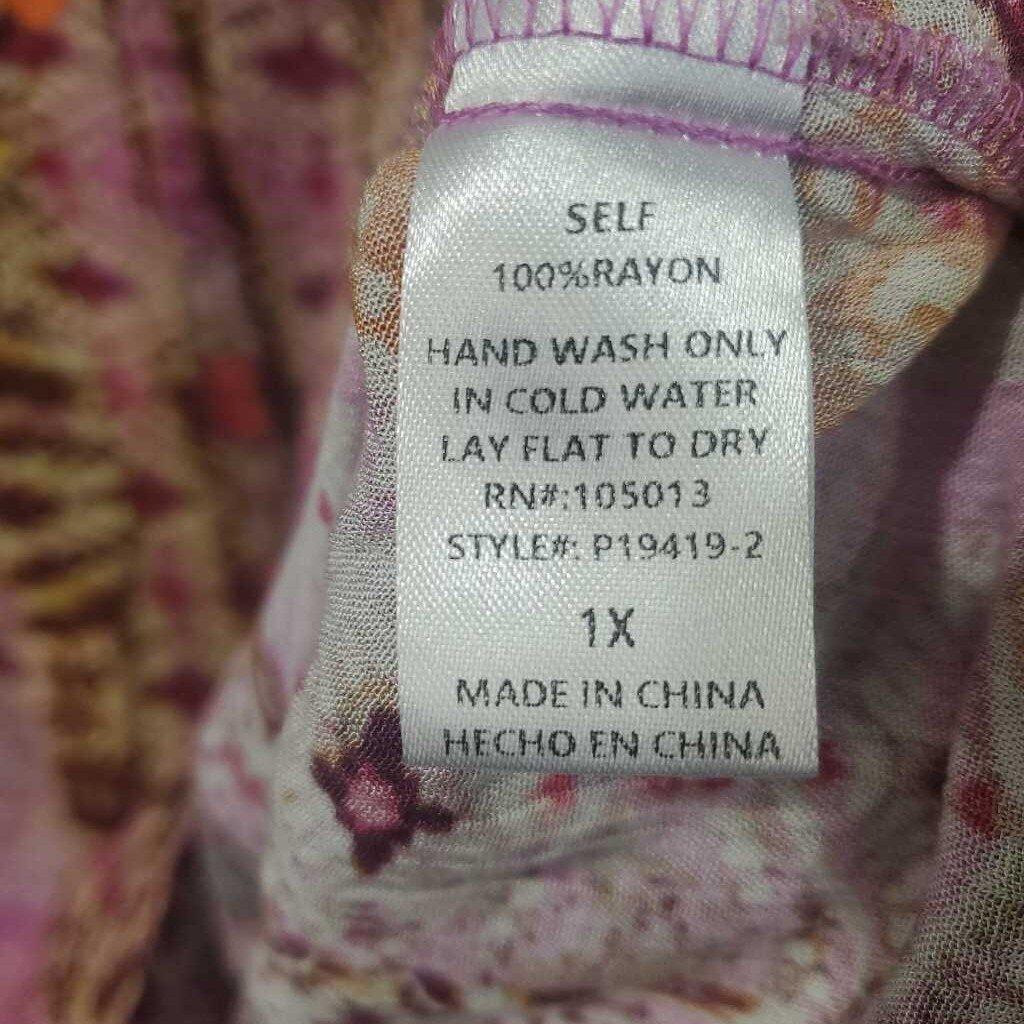 SELF
100%RAYON
HAND WASH ONLY
IN COLD WATER
LAY FLAT TO DRY
RN#:105013
STYLE#: P19419-2
1X
MADE IN CHINA
HECHO EN CHINA